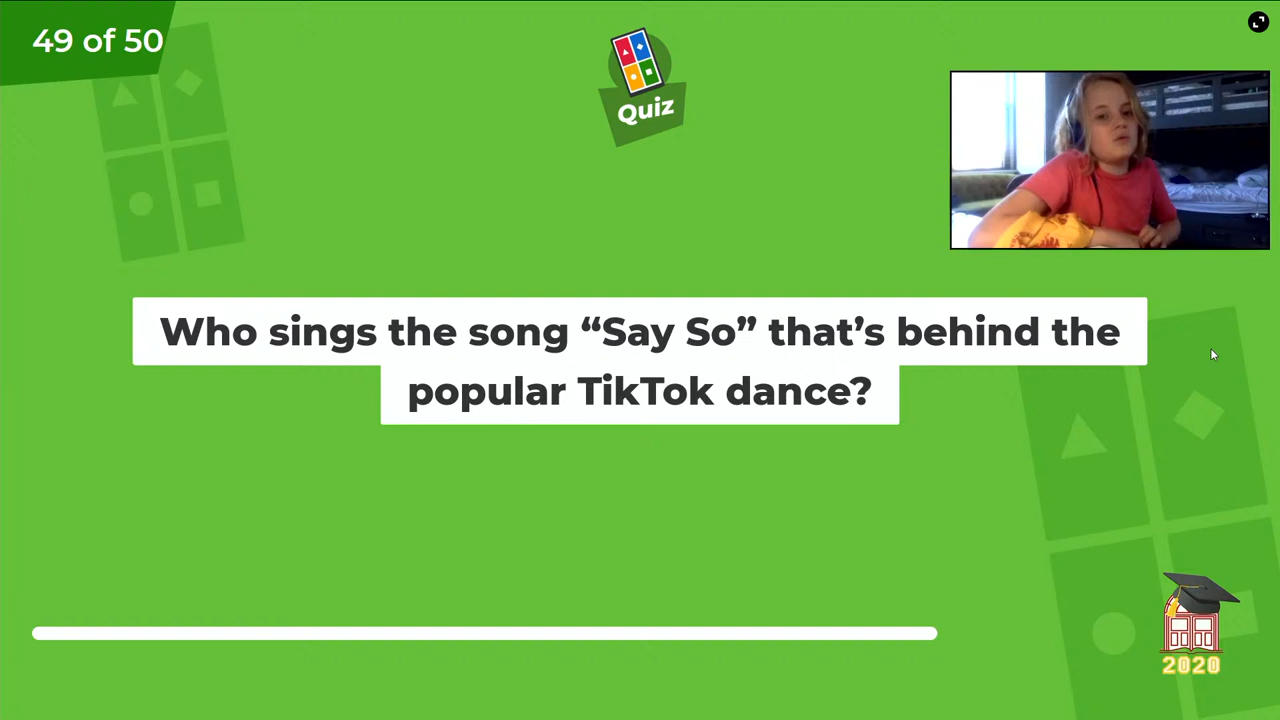 49 of 50
Quiz
Who sings the song “Say So” that’s behind the
popular TikTok dance?
2020